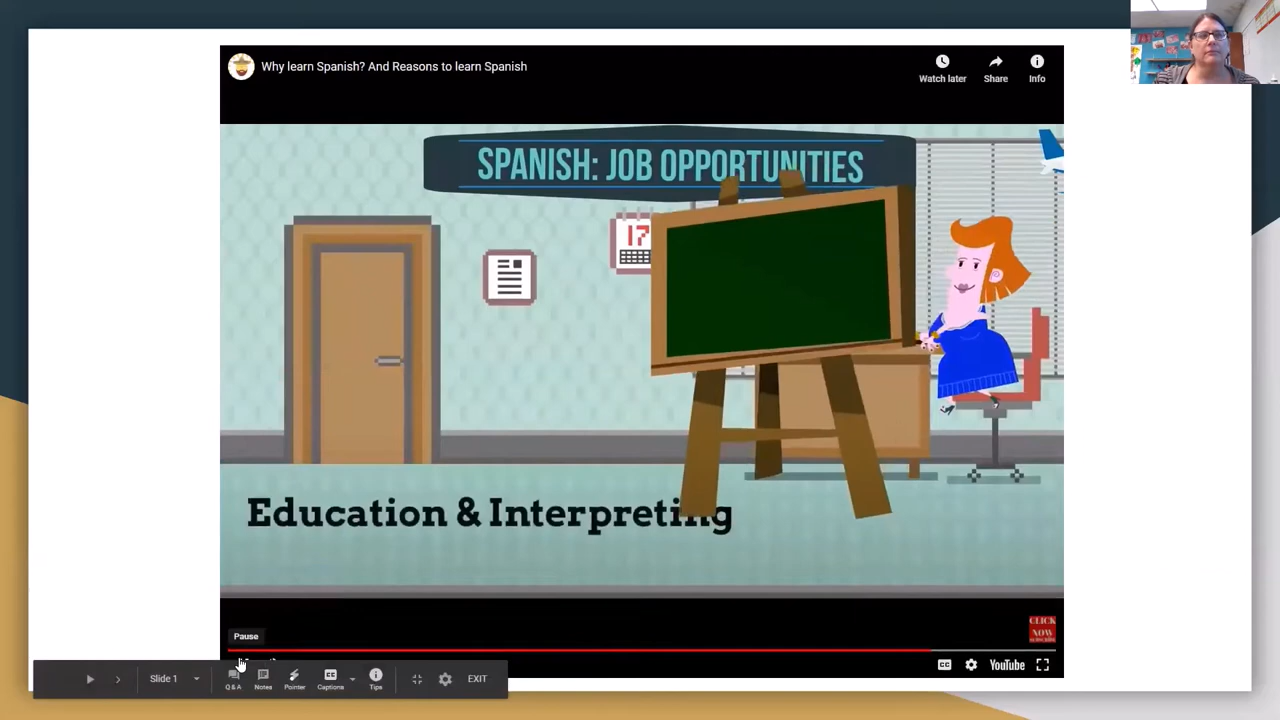 Why learn Spanish? And Reasons to learn Spanish
Watch later
Share
Info
SPANISH: JOB OPPORTUNITIES
17
Education & Interpreting
CLICK
NOW
Pause
CC
YouTube
Slide 1
Q&A
Notes
Pointer
Captions
Tips
EXIT